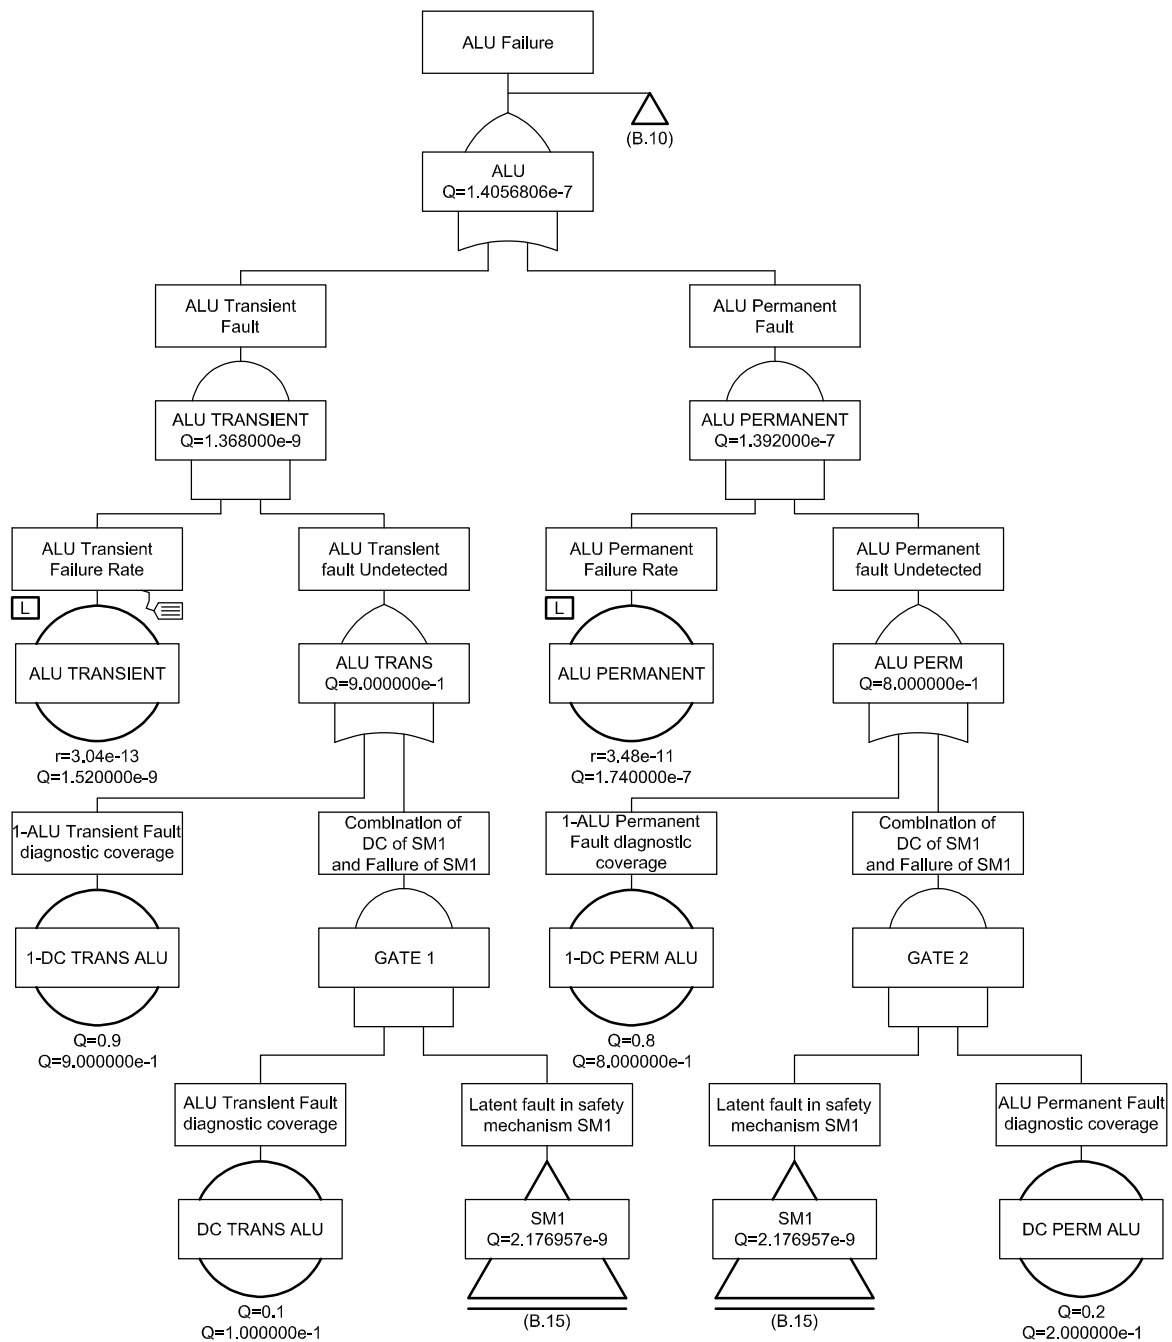 ALU Failure
(B.10)
ALU
Q=1.4056806e-7
ALU Transient
Fault
ALU Permanent
Fault
ALU TRANSIENT
Q=1.368000e-9
ALU PERMANENT
Q=1.392000e-7
ALU Transient
Failure Rate
ALU Transient
fault Undetected
ALU Permanent
Failure Rate
ALU Permanent
fault Undetected
L
L
ALU TRANSIENT
ALU TRANS
Q=9.000000e-1
ALU PERMANENT
ALU PERM
Q=8.000000e-1
r=3.04e-13
Q=1.520000e-9
r=3.48e-11
Q=1.740000e-7
1-ALU Transient Fault
diagnostic coverage
Combination of
DC of SM1
and Failure of SM1
1-ALU Permanent
Fault diagnostic
coverage
Combination of
DC of SM1
and Failure of SM1
1-DC TRANS ALU
GATE 1
1-DC PERM ALU
GATE 2
Q=0.9
Q=9.000000e-1
Q=0.8
Q=8.000000e-1
ALU Transient Fault
diagnostic coverage
Latent fault in safety
mechanism SM1
Latent fault in safety
mechanism SM1
ALU Permanent Fault
diagnostic coverage
DC TRANS ALU
SM1
Q=2.176957e-9
SM1
Q=2.176957e-9
DC PERM ALU
Q=0.1
Q=1.000000e-1
(B.15)
(B.15)
Q=0.2
Q=2.000000e-1